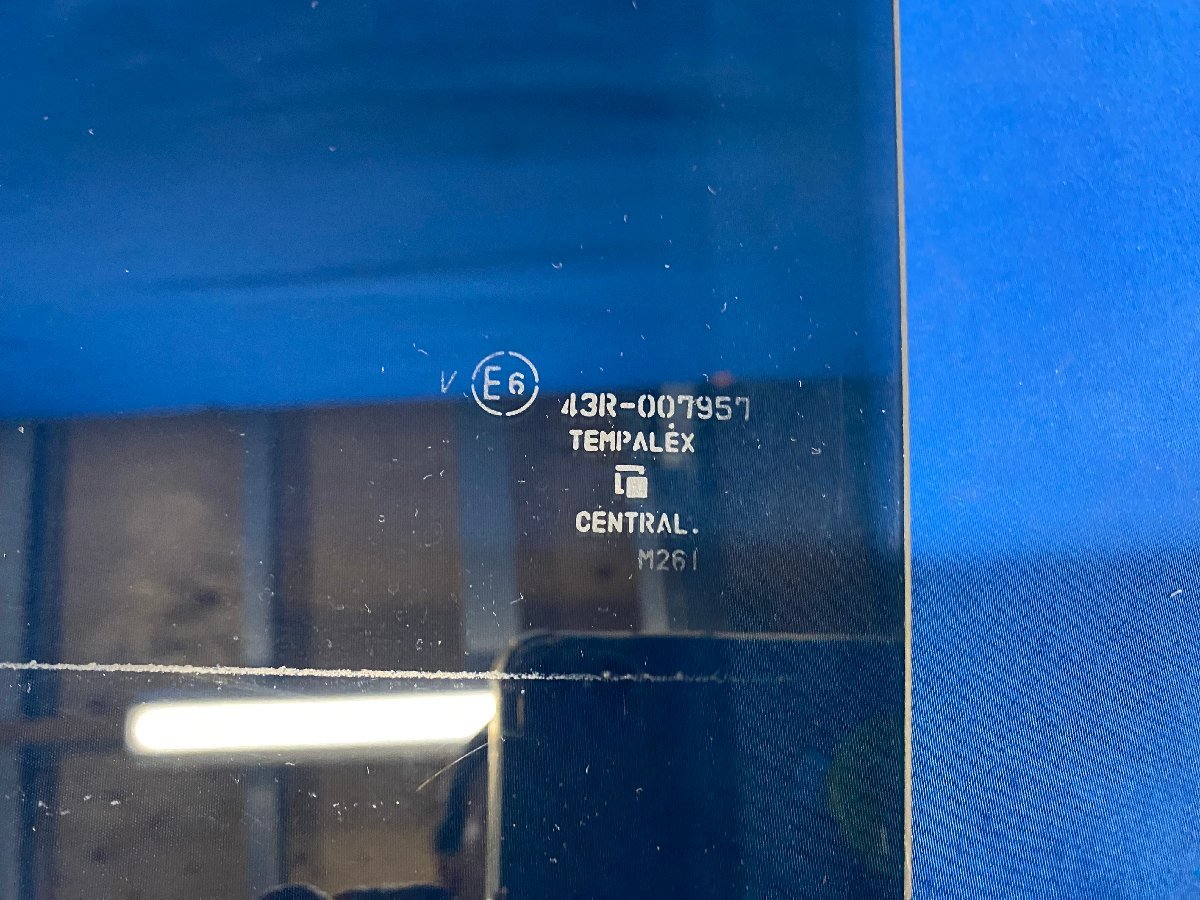 V E6
43R-007957
TEMPALEX
CENTRAL.
M261